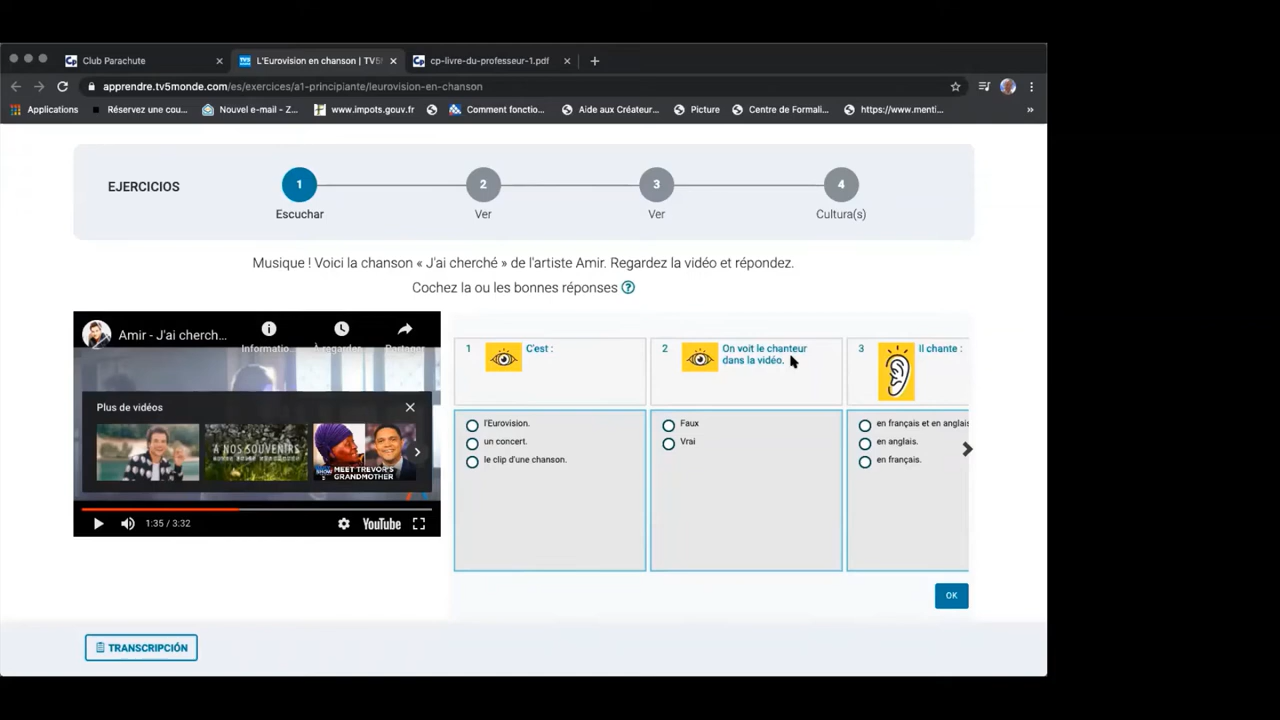 Club Parachute
L'Eurovision en chanson | TV5
cp-livre-du-professeur-1.pdf
apprendre.tv5monde.com/es/exercices/a1-principiante/leurovision-en-chanson
Applications
Réservez une cou...
Nouvel e-mail - Z...
www.impots.gouv.fr
Comment fonctio...
Aide aux Créateur...
Picture
Centre de Formali...
https://www.menti...
»
EJERCICIOS
1
2
3
4
Escuchar
Ver
Ver
Cultura(s)
Musique ! Voici la chanson « J'ai cherché » de l'artiste Amir. Regardez la vidéo et répondez.
Cochez la ou les bonnes réponses ?
Amir - J'ai cherch...
Informatio...
À regarder
Partager
Plus de vidéos
À NOS SOUVENIRS
SHOW
MEET TREVOR'S
GRANDMOTHER
1:35 / 3:32
YouTube
1
C'est :
l'Eurovision.
un concert.
le clip d'une chanson.
2
On voit le chanteur
dans la vidéo.
Faux
Vrai
3
Il chante :
en français et en anglais
en anglais.
en français.
OK
TRANSCRIPCIÓN